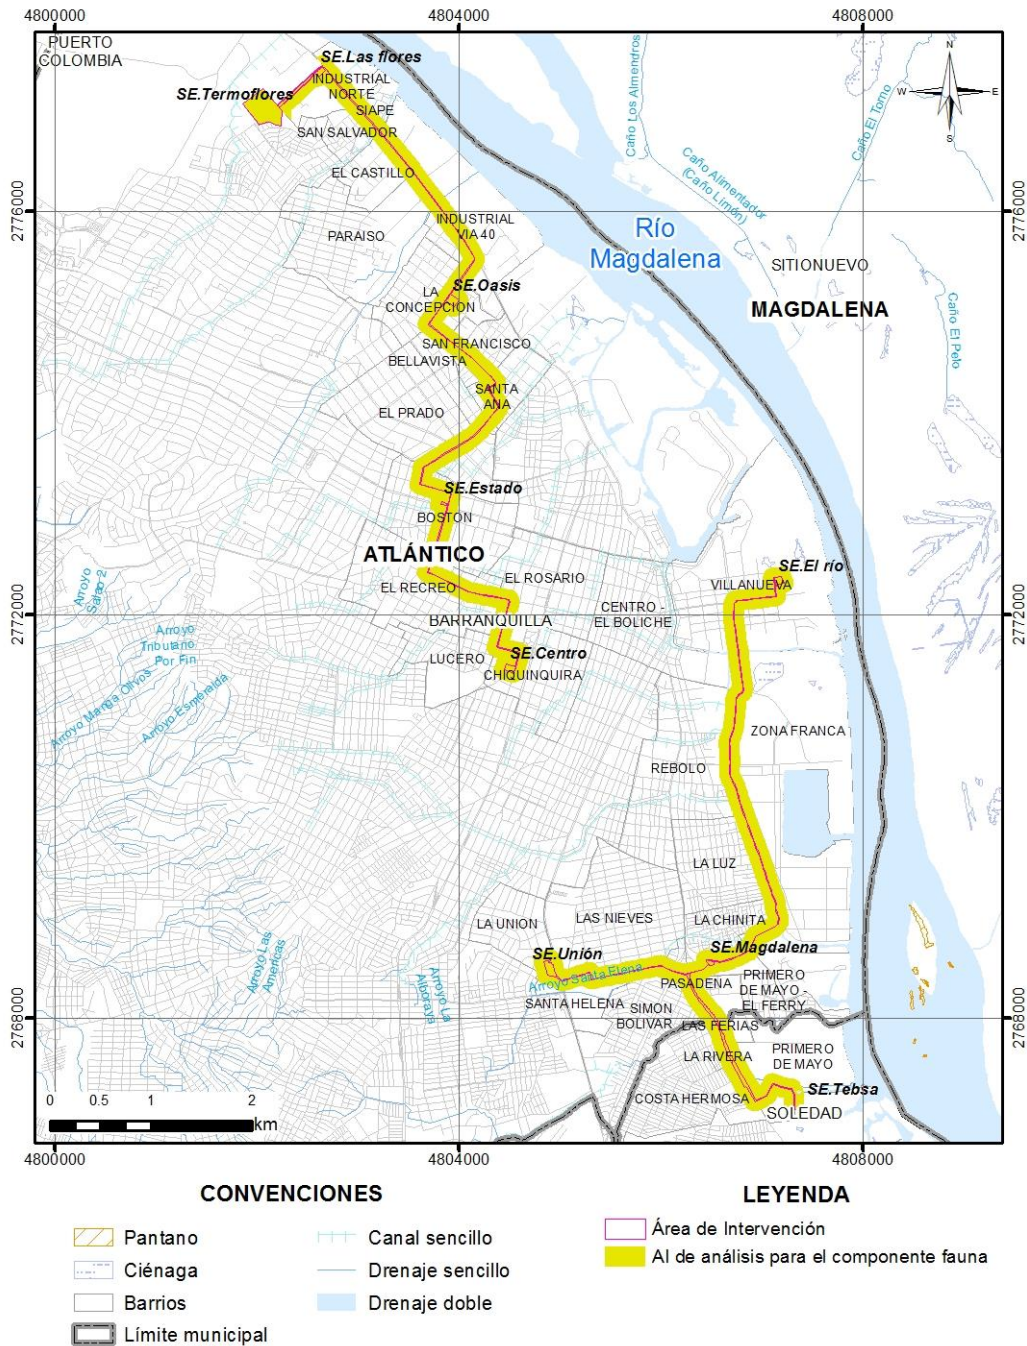 4800000
4804000
4808000
PUERTO
COLOMBIA
SE.Las flores
INDUSTRIAL
NORTE
SE.Termoflores
SIAPE
SAN SALVADOR
EL CASTILLO
N
W
E
S
Caño Los Almendros
Caño El Torno
Caño Alimentador
(Caño Limón)
2776000
2776000
INDUSTRIAL
VIA 40
PARAISO
Río
Magdalena
SITIONUEVO
SE.Oasis
LA
CONCEPCION
MAGDALENA
Caño El Pelo
SAN FRANCISCO
BELLAVISTA
SANTA
ANA
EL PRADO
SE.Estado
BOSTON
ATLÁNTICO
SE.El río
VILLANUEVA
EL ROSARIO
EL RECREO
Arroyo
Salao 2
2772000
2772000
CENTRO -
EL BOLICHE
BARRANQUILLA
Arroyo
Tributario
Por Fin
LUCERO
SE.Centro
CHIQUINQUIRA
Arroyo Manga Olivos
Arroyo Esmeralda
ZONA FRANCA
REBOLO
LA LUZ
LA UNION
LAS NIEVES
LA CHINITA
SE.Unión
SE.Magdalena
Arroyo Las
Americas
Arroyo La
Alboraya
Arroyo Santa Elena
PASADENA
PRIMERO
DE MAYO -
EL FERRY
SANTA HELENA
SIMON
BOLIVAR
2768000
2768000
LAS FERIAS
LA RIVERA
PRIMERO
DE MAYO
COSTA HERMOSA
SE.Tebsa
SOLEDAD
0
0.5
1
2
km
4800000
4804000
4808000
CONVENCIONES
Pantano
Ciénaga
Barrios
Límite municipal
Canal sencillo
Drenaje sencillo
Drenaje doble
LEYENDA
Área de Intervención
AI de análisis para el componente fauna